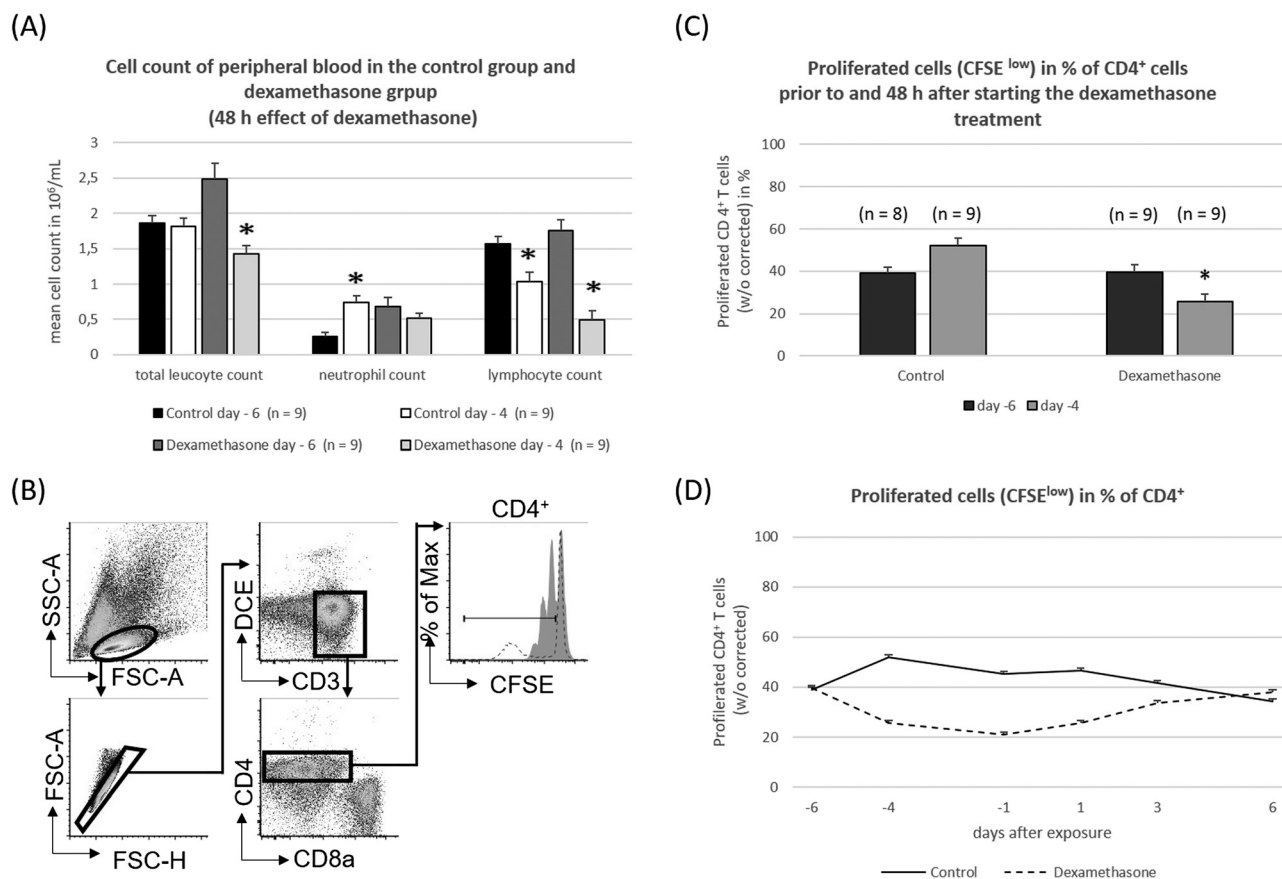 (A)
Cell count of peripheral blood in the control group and
dexamethasone grpup
(48 h effect of dexamethasone)
mean cell count in 10⁶/mL
3
2,5
2
1,5
1
0,5
0
*
*
*
*
total leucoyte count
neutrophil count
lymphocyte count
Control day - 6 (n = 9)
Control day - 4 (n = 9)
Dexamethasone day - 6 (n = 9)
Dexamethasone day - 4 (n = 9)
(C)
Proliferated cells (CFSE low) in % of CD4⁺ cells
prior to and 48 h after starting the dexamethasone
treatment
Proliferated CD 4⁺ T cells
(w/o corrected) in %
100
80
60
40
20
0
(n = 8)
(n = 9)
(n = 9)
(n = 9)
*
Control
Dexamethasone
day -6
day -4
(B)
SSC-A
FSC-A
DCE
CD3
CD4⁺
% of Max
CFSE
FSC-A
FSC-H
CD4
CD8a
(D)
Proliferated cells (CFSElow) in % of CD4⁺
Profilerated CD4⁺ T cells
(w/o corrected)
100
80
60
40
20
0
-6
-4
-1
1
3
6
days after exposure
Control
Dexamethasone